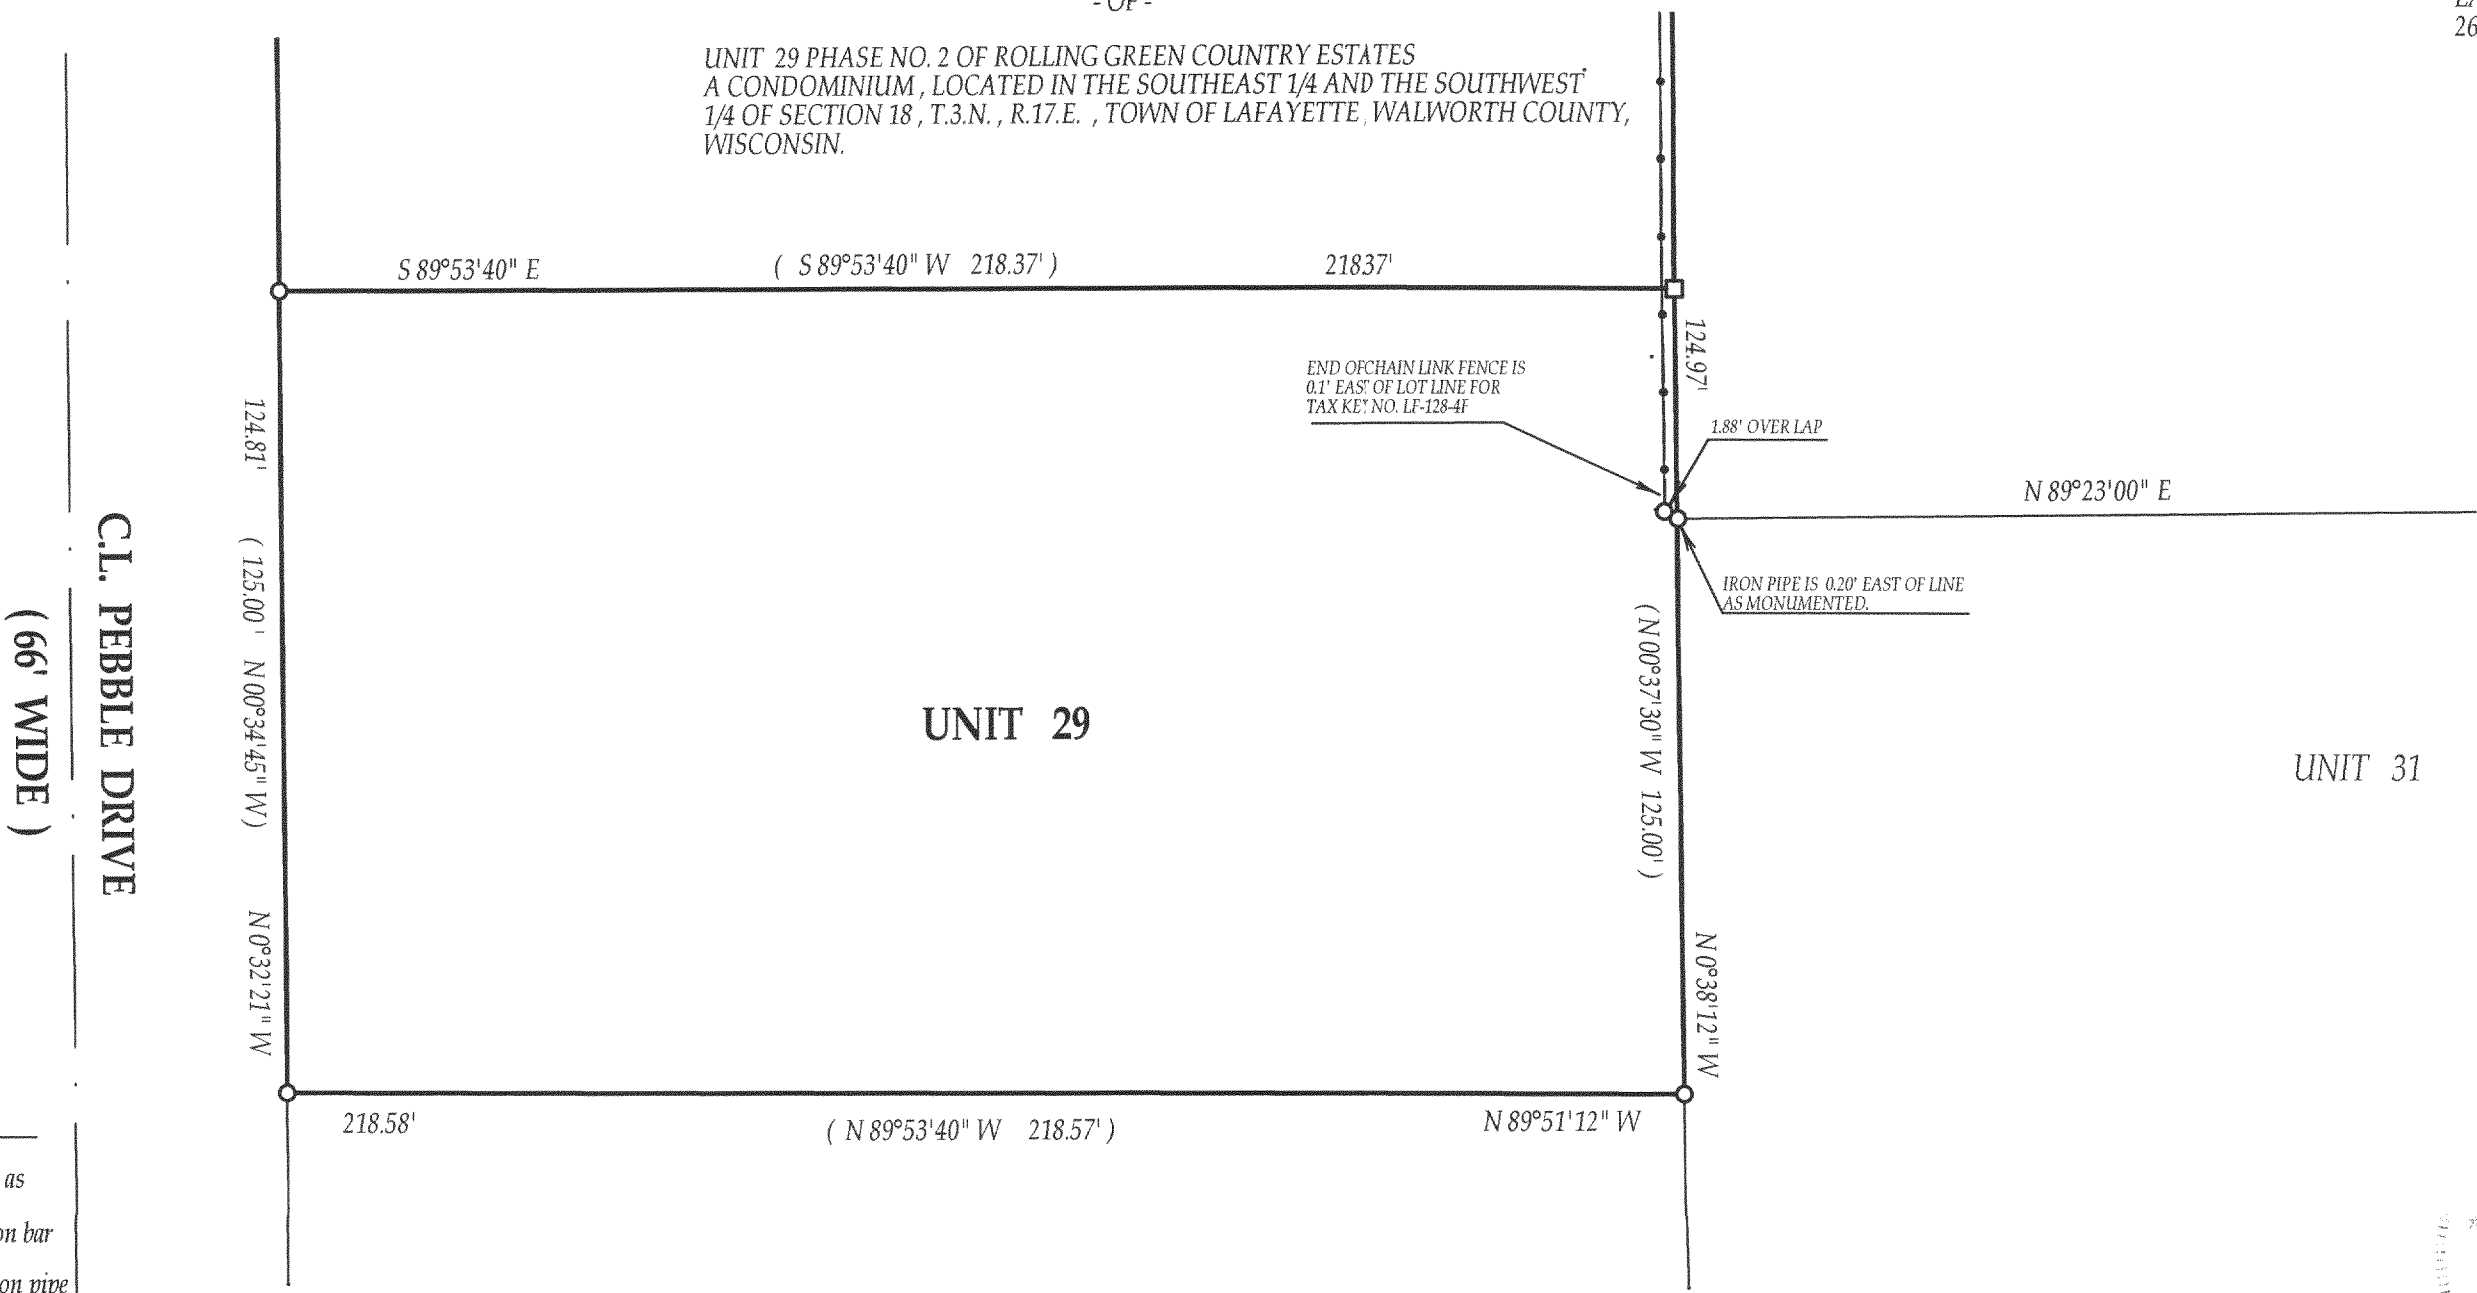 - OF -
26
UNIT 29 PHASE NO. 2 OF ROLLING GREEN COUNTRY ESTATES
A CONDOMINIUM , LOCATED IN THE SOUTHEAST 1/4 AND THE SOUTHWEST
1/4 OF SECTION 18 , T.3.N. , R.17.E. , TOWN OF LAFAYETTE , WALWORTH COUNTY,
WISCONSIN.
S 89°53'40" E ( S 89°53'40" W 218.37' ) 21837'
124.97'
END OFCHAIN LINK FENCE IS
0.1' EAST OF LOT LINE FOR
TAX KEY NO. LF-128-4F
1.88' OVER LAP
N 89°23'00" E
IRON PIPE IS 0.20' EAST OF LINE
AS MONUMENTED.
124.81' ( 125.00' N 00°34'45" W ) N 0°32'21" W
C.L. PEBBLE DRIVE
( 66' WIDE )
UNIT 29
( N 00°37'30" W 125.00' )
N 0°38'12" W
UNIT 31
218.58' ( N 89°53'40" W 218.57' ) N 89°51'12" W
as
on bar
on pipe